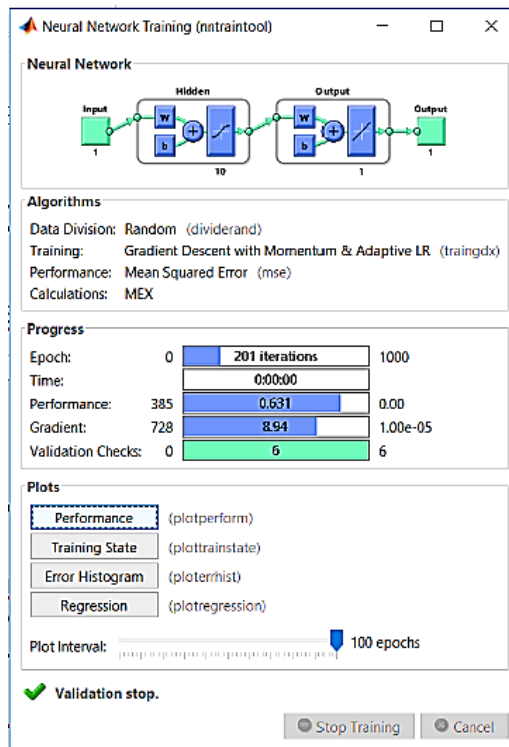 Neural Network Training (nntraintool)
Neural Network
Hidden Output
Input Output
w w
b b
1 10 1 1
Algorithms
Data Division: Random (dividerand)
Training: Gradient Descent with Momentum & Adaptive LR (traingdx)
Performance: Mean Squared Error (mse)
Calculations: MEX
Progress
Epoch: 0 201 iterations 1000
Time: 0:00:00
Performance: 385 0.631 0.00
Gradient: 728 8.94 1.00e-05
Validation Checks: 0 6 6
Plots
Performance (plotperform)
Training State (plottrainstate)
Error Histogram (ploterrhist)
Regression (plotregression)
Plot Interval: 100 epochs
Validation stop.
Stop Training Cancel